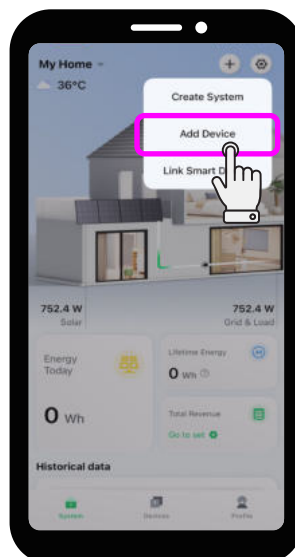 My Home
36°C
Create System
Add Device
Link Smart D
752.4 W
Solar
752.4 W
Grid & Load
Energy
Today
0 Wh
Lifetime Energy
0 Wh
Total Revenue
Go to set
Historical data
System
Devices
Profile